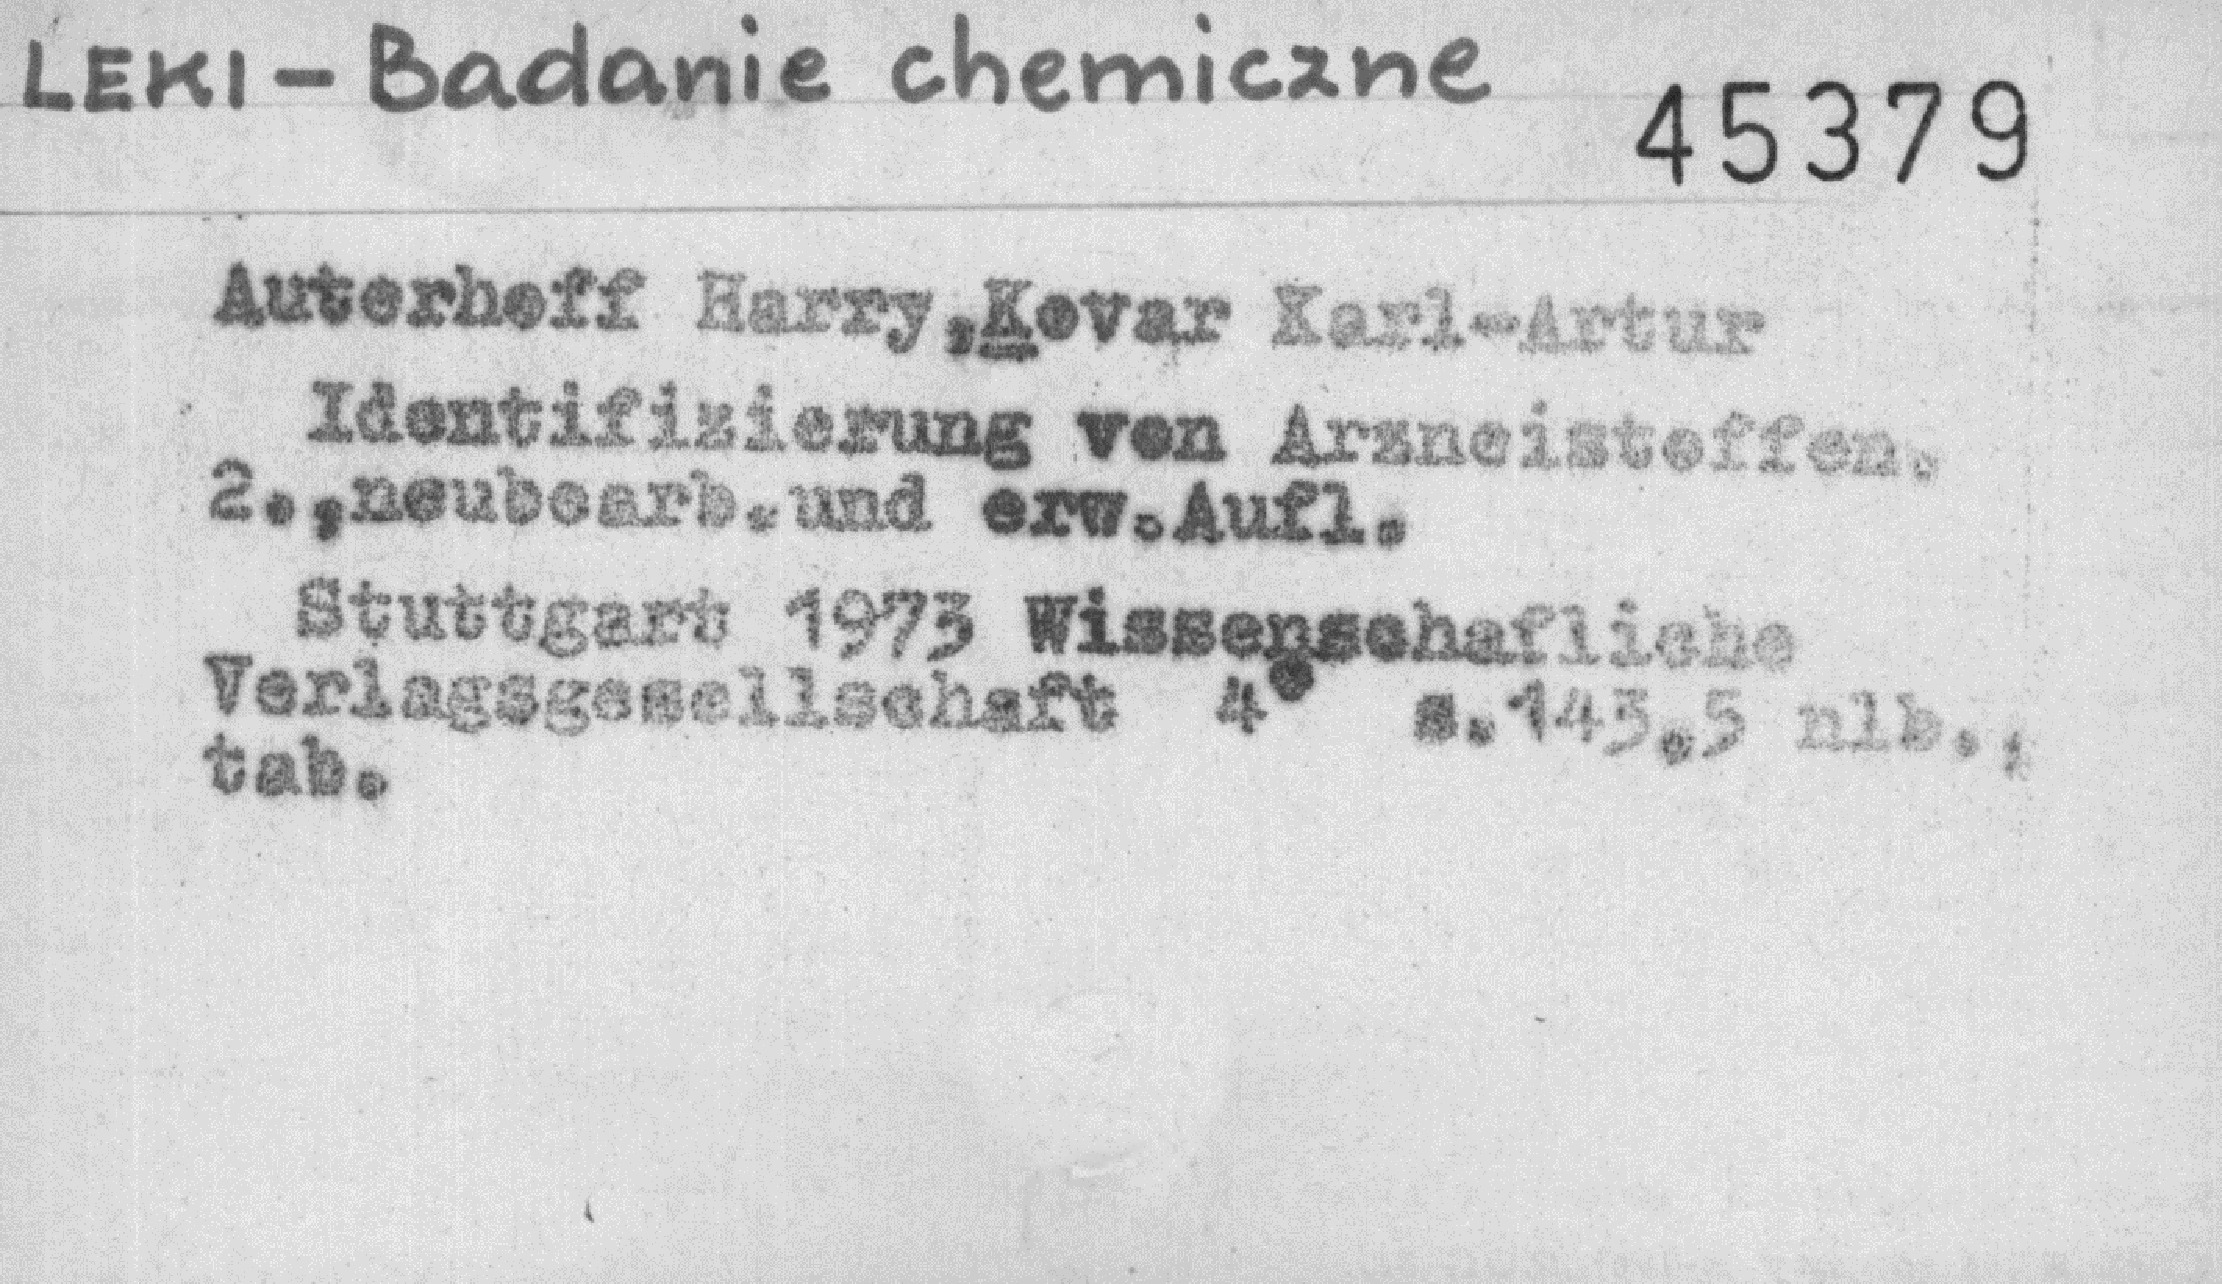 LEKI - Badanie chemiczne
45379
Auterhoff Harry, Kovar Karl-Artur
Identifizierung von Arzneistoffen.
2.,neubearb.und erw.Aufl.
Stuttgart 1973 Wissenschafliche
Verlagsgesellschaft 4° s.143,5 nlb.,
tab.